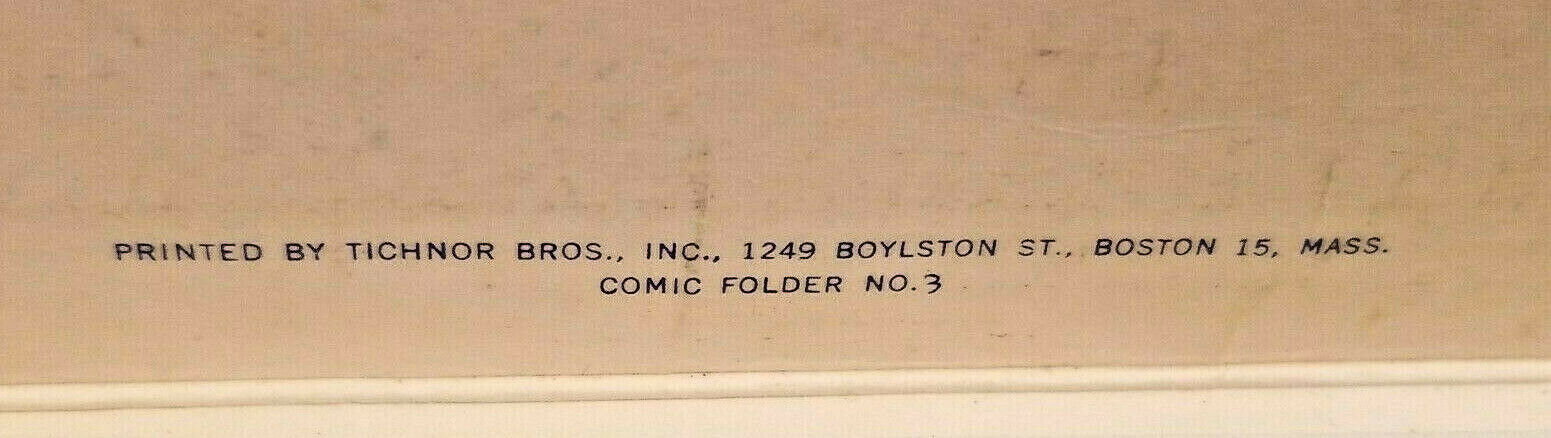 PRINTED BY TICHNOR BROS., INC., 1249 BOYLSTON ST., BOSTON 15, MASS.
COMIC FOLDER NO. 3